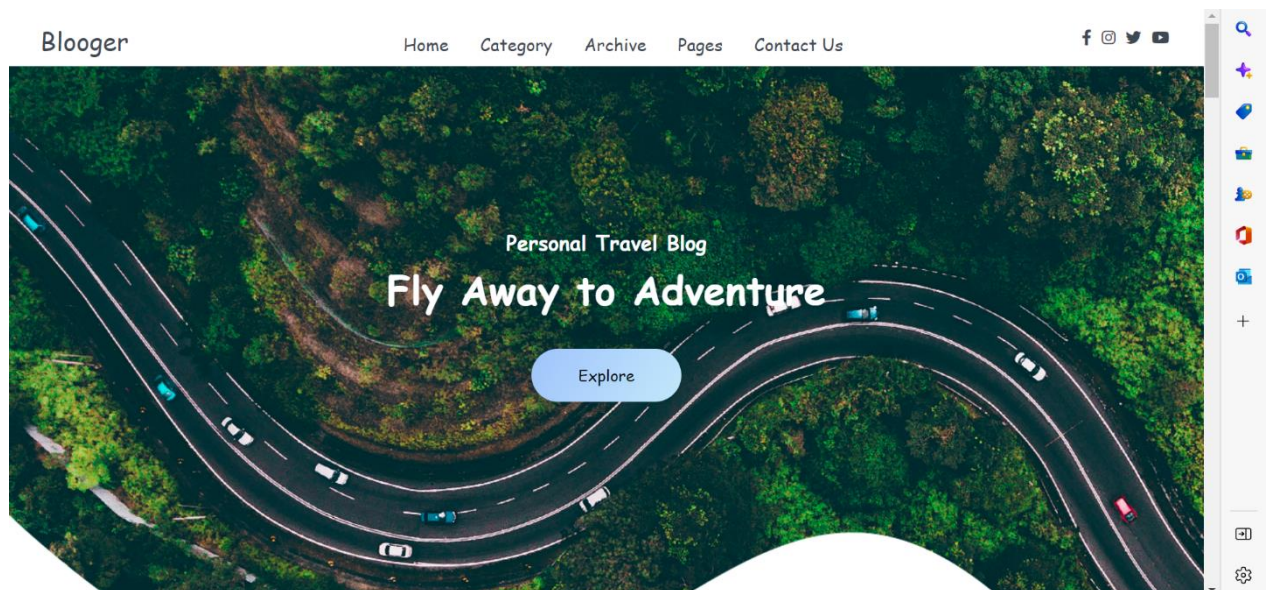 Blooger
Home Category Archive Pages Contact Us
Personal Travel Blog
Fly Away to Adventure
Explore